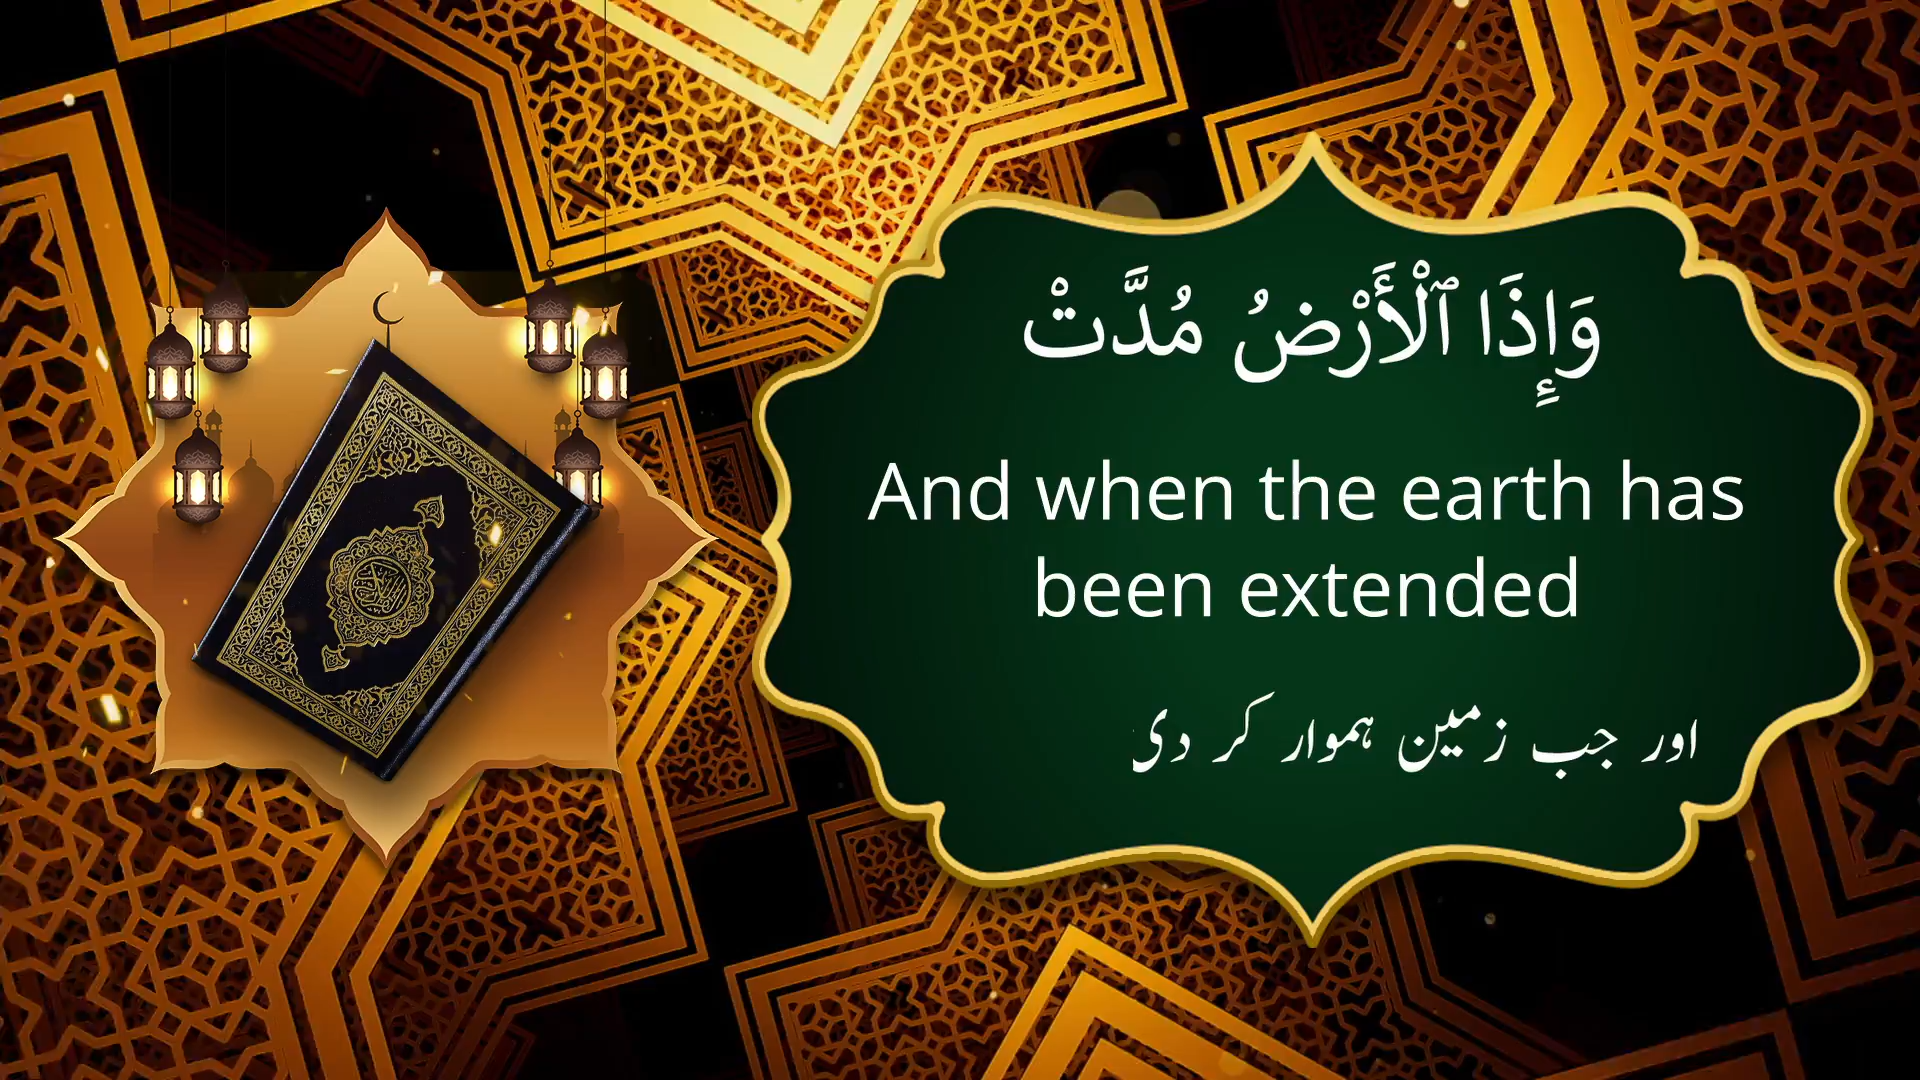 وَإِذَا ٱلْأَرْضُ مُدَّتْ
And when the earth has
been extended
اور جب زمین ہموار کر دی